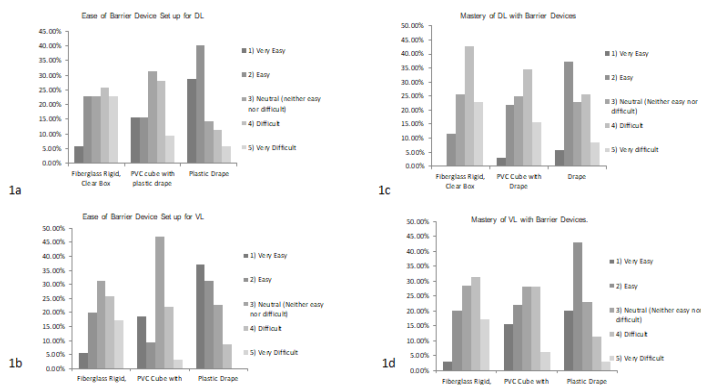 Ease of Barrier Device Set up for DL
45.00%
40.00%
35.00%
30.00%
25.00%
20.00%
15.00%
10.00%
5.00%
0.00%
Fiberglass Rigid,
Clear Box
PVC Cube with
plastic drape
Plastic Drape
1) Very Easy
2) Easy
3) Neutral (neither easy
nor difficult)
4) Difficult
5) Very Difficult
1a
Mastery of DL with Barrier Devices
50.00%
45.00%
40.00%
35.00%
30.00%
25.00%
20.00%
15.00%
10.00%
5.00%
0.00%
Fiberglass Rigid,
Clear Box
PVC Cube with
Drape
Drape
1) Very Easy
2) Easy
3) Neutral (Neither easy nor
difficult)
4) Difficult
5) Very difficult
1c
Ease of Barrier Device Set up for VL
50.00%
45.00%
40.00%
35.00%
30.00%
25.00%
20.00%
15.00%
10.00%
5.00%
0.00%
Fiberglass Rigid,
PVC Cube with
Plastic Drape
1) Very Easy
2) Easy
3) Neutral (Neither easy
nor difficult)
4) Difficult
5) Very Difficult
1b
Mastery of VL with Barrier Devices.
50.00%
45.00%
40.00%
35.00%
30.00%
25.00%
20.00%
15.00%
10.00%
5.00%
0.00%
Fiberglass Rigid,
PVC Cube with
Plastic Drape
1) Very Easy
2) Easy
3) Neutral (Neither easy nor
difficult)
4) Difficult
5) Very Difficult
1d